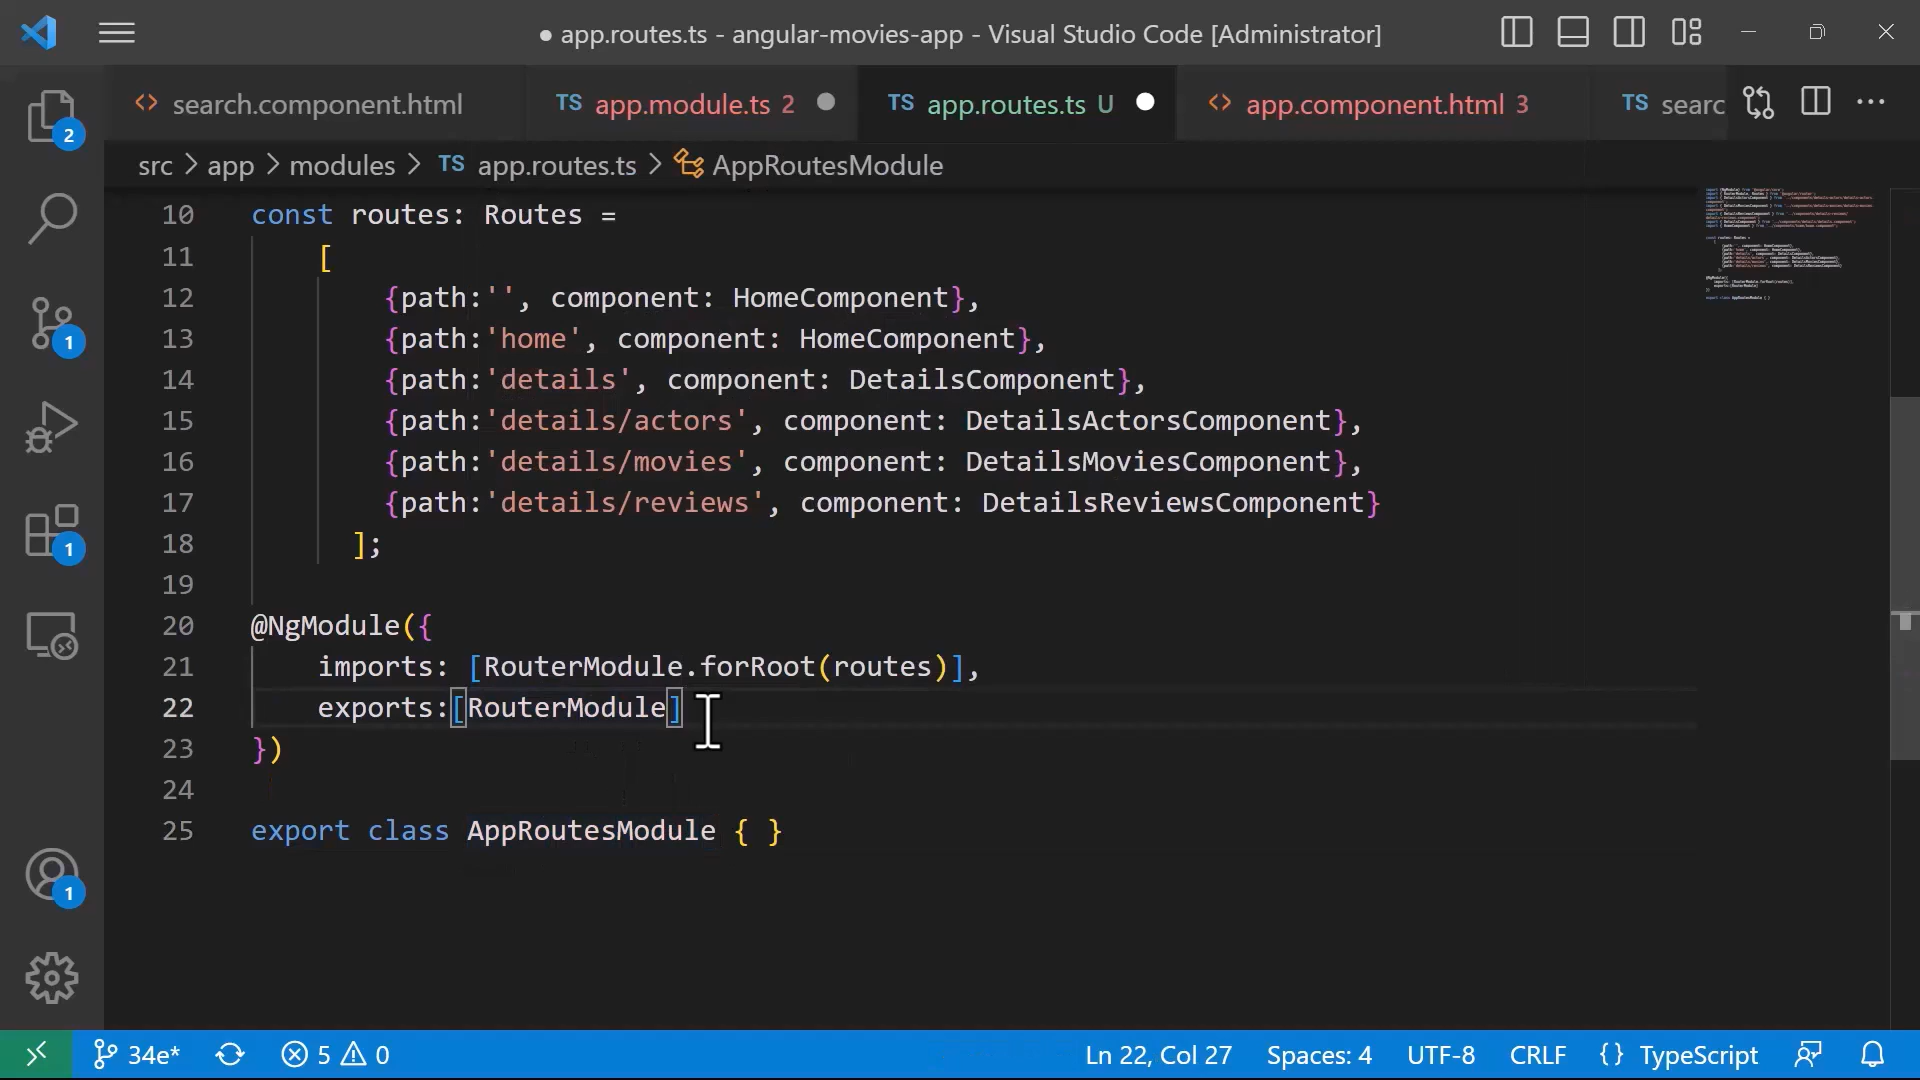 app.routes.ts - angular-movies-app - Visual Studio Code [Administrator]
search.component.html
TS app.module.ts 2
TS app.routes.ts U
app.component.html 3
TS searc
src > app > modules > TS app.routes.ts > AppRoutesModule
10 const routes: Routes =
11 [
12 {path:'', component: HomeComponent},
13 {path:'home', component: HomeComponent},
14 {path:'details', component: DetailsComponent},
15 {path:'details/actors', component: DetailsActorsComponent},
16 {path:'details/movies', component: DetailsMoviesComponent},
17 {path:'details/reviews', component: DetailsReviewsComponent}
18 ];
19
20 @NgModule({
21 imports: [RouterModule.forRoot(routes)],
22 exports:[RouterModule]
23 })
24
25 export class AppRoutesModule { }
2
1
1
1
34e*
5
0
Ln 22, Col 27
Spaces: 4
UTF-8
CRLF
{} TypeScript